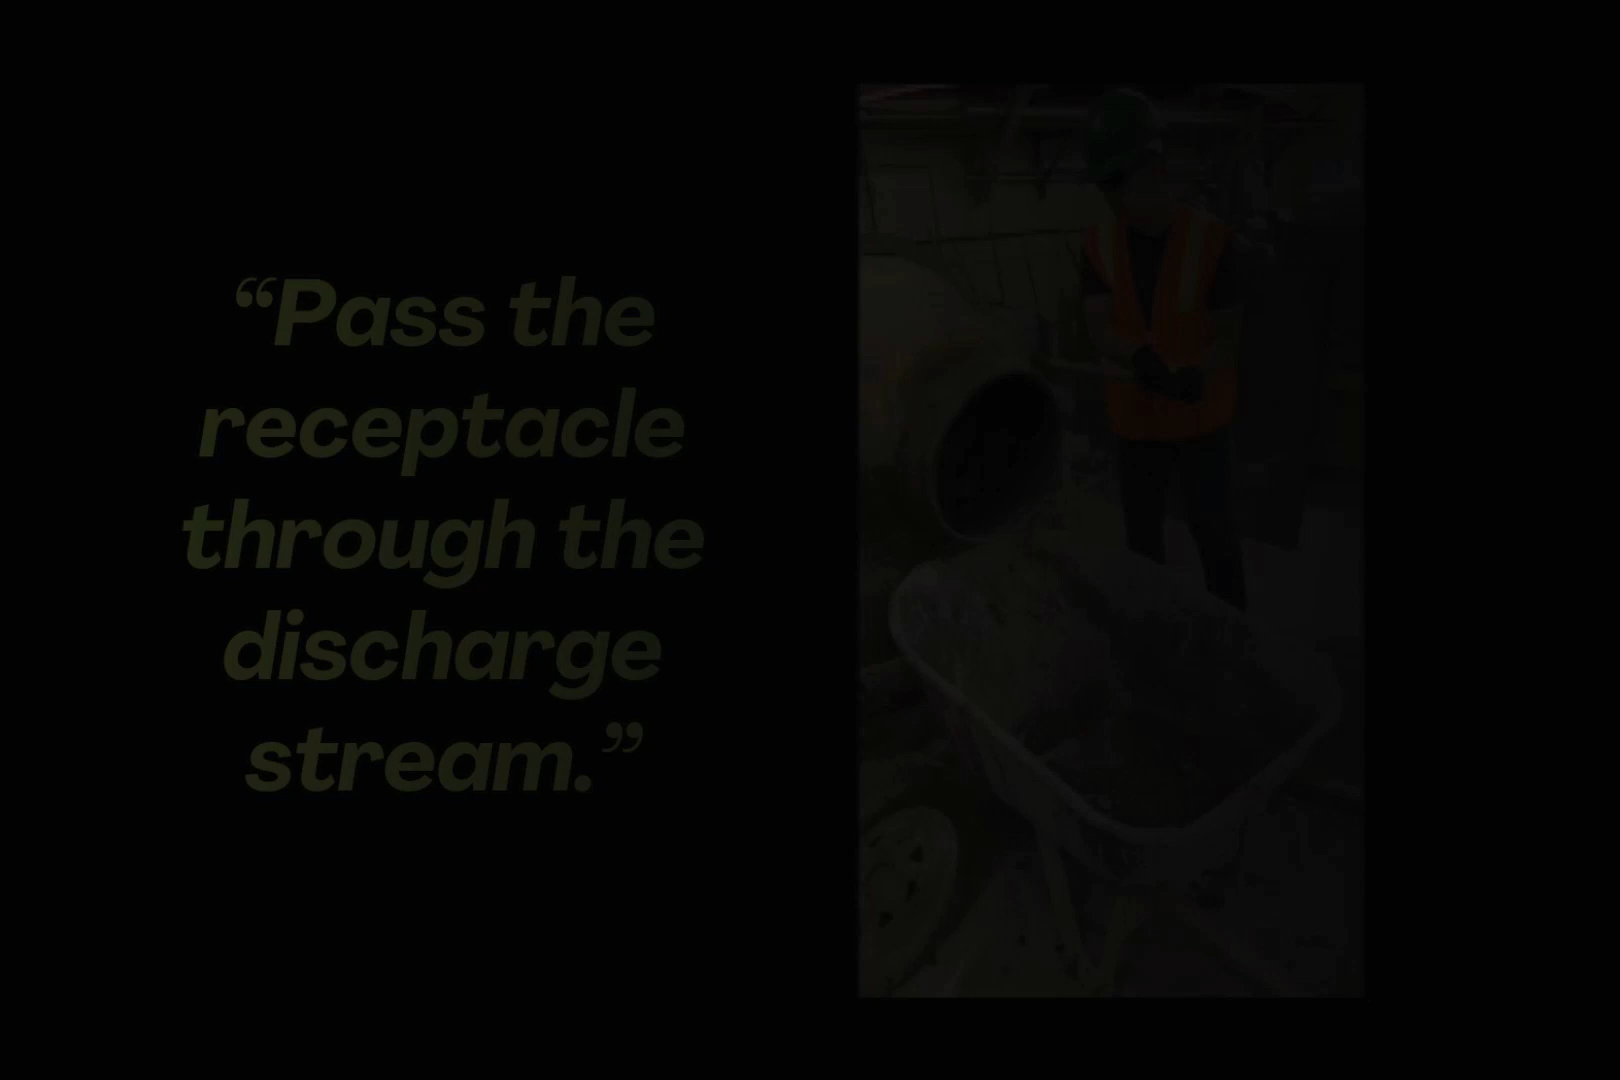 “Pass the
receptacle
through the
discharge
stream.”